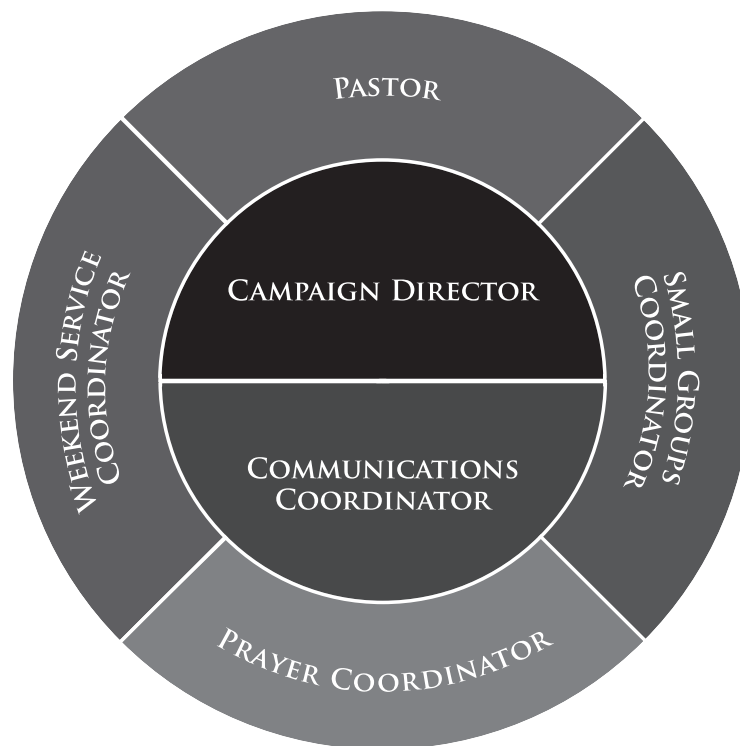 Pastor
Campaign Director
Weekend Service
Coordinator
Small Groups
Coordinator
Communications
Coordinator
Prayer Coordinator